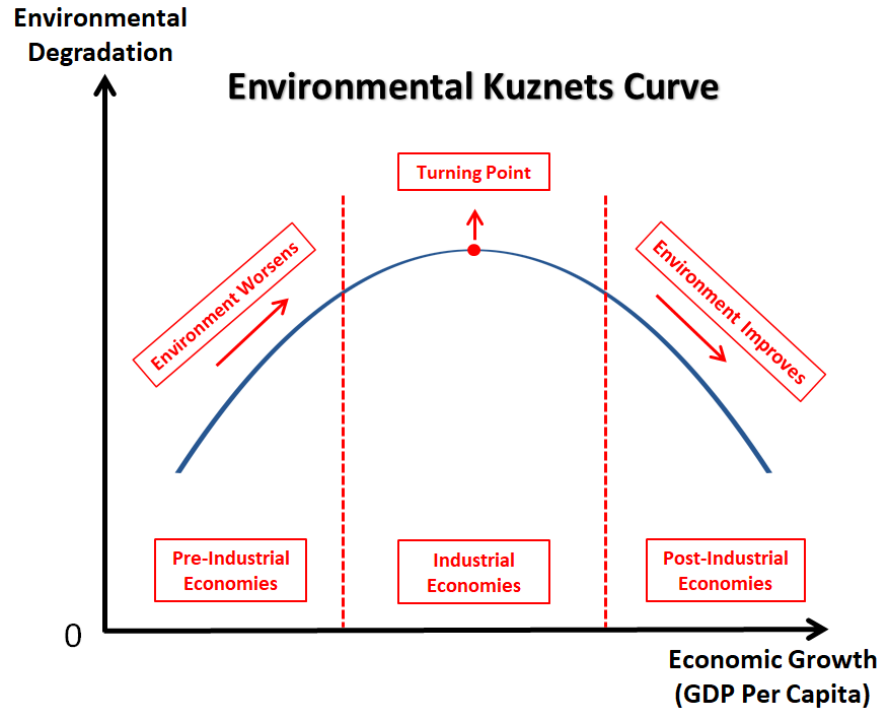 Environmental
Degradation
Environmental Kuznets Curve
Turning Point
Environment Worsens
Environment Improves
Pre-Industrial
Economies
Industrial
Economies
Post-Industrial
Economies
0
Economic Growth
(GDP Per Capita)